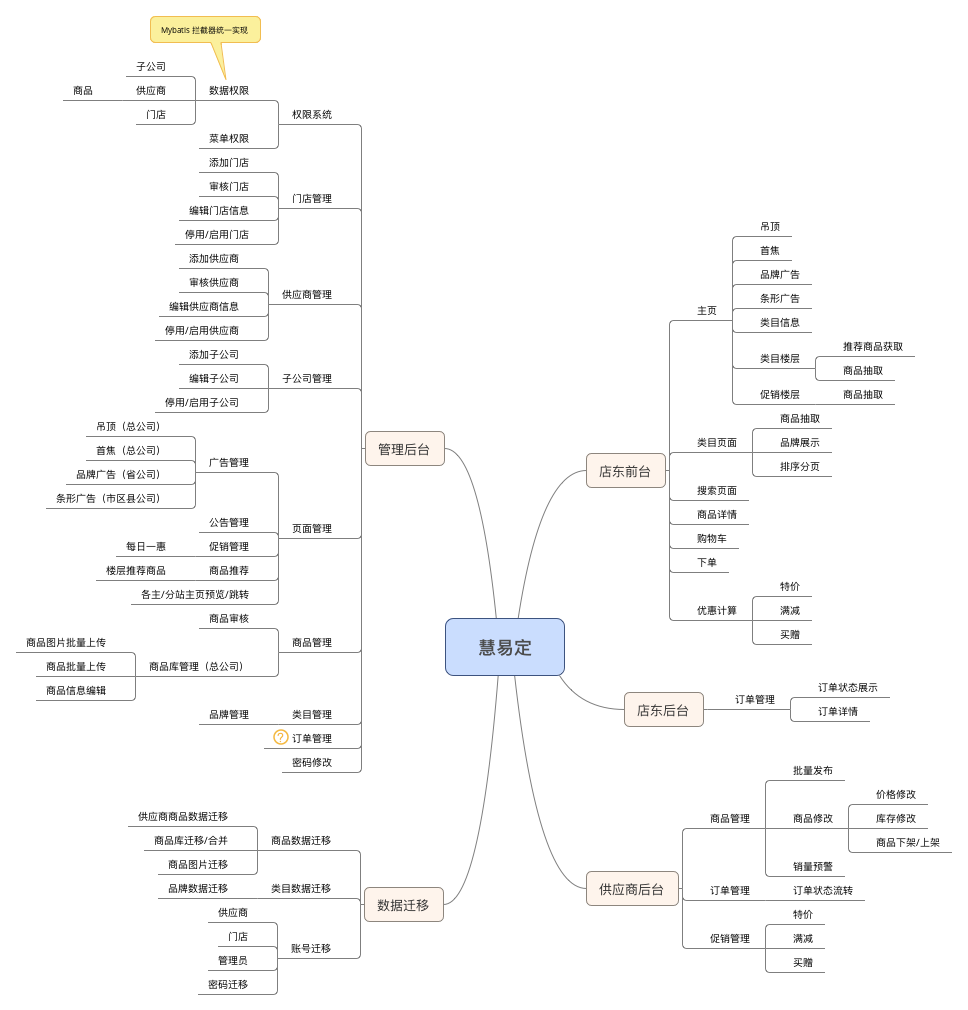 慧易定
店东前台
主页
吊顶
首焦
品牌广告
条形广告
类目信息
类目楼层
推荐商品获取
商品抽取
促销楼层
商品抽取
类目页面
商品抽取
品牌展示
排序分页
搜索页面
商品详情
购物车
下单
优惠计算
特价
满减
买赠
店东后台
订单管理
订单状态展示
订单详情
供应商后台
商品管理
批量发布
商品修改
价格修改
库存修改
商品下架/上架
销量预警
订单管理
订单状态流转
促销管理
特价
满减
买赠
管理后台
权限系统
Mybatis 拦截器统一实现
数据权限
子公司
供应商
商品
门店
菜单权限
门店管理
添加门店
审核门店
编辑门店信息
停用/启用门店
供应商管理
添加供应商
审核供应商
编辑供应商信息
停用/启用供应商
子公司管理
添加子公司
编辑子公司
停用/启用子公司
页面管理
广告管理
吊顶（总公司）
首焦（总公司）
品牌广告（省公司）
条形广告（市区县公司）
公告管理
促销管理
每日一惠
商品推荐
楼层推荐商品
各主/分站主页预览/跳转
商品管理
商品审核
商品库管理（总公司）
商品图片批量上传
商品批量上传
商品信息编辑
类目管理
品牌管理
订单管理
密码修改
数据迁移
商品数据迁移
供应商商品数据迁移
商品库迁移/合并
商品图片迁移
类目数据迁移
品牌数据迁移
账号迁移
供应商
门店
管理员
密码迁移